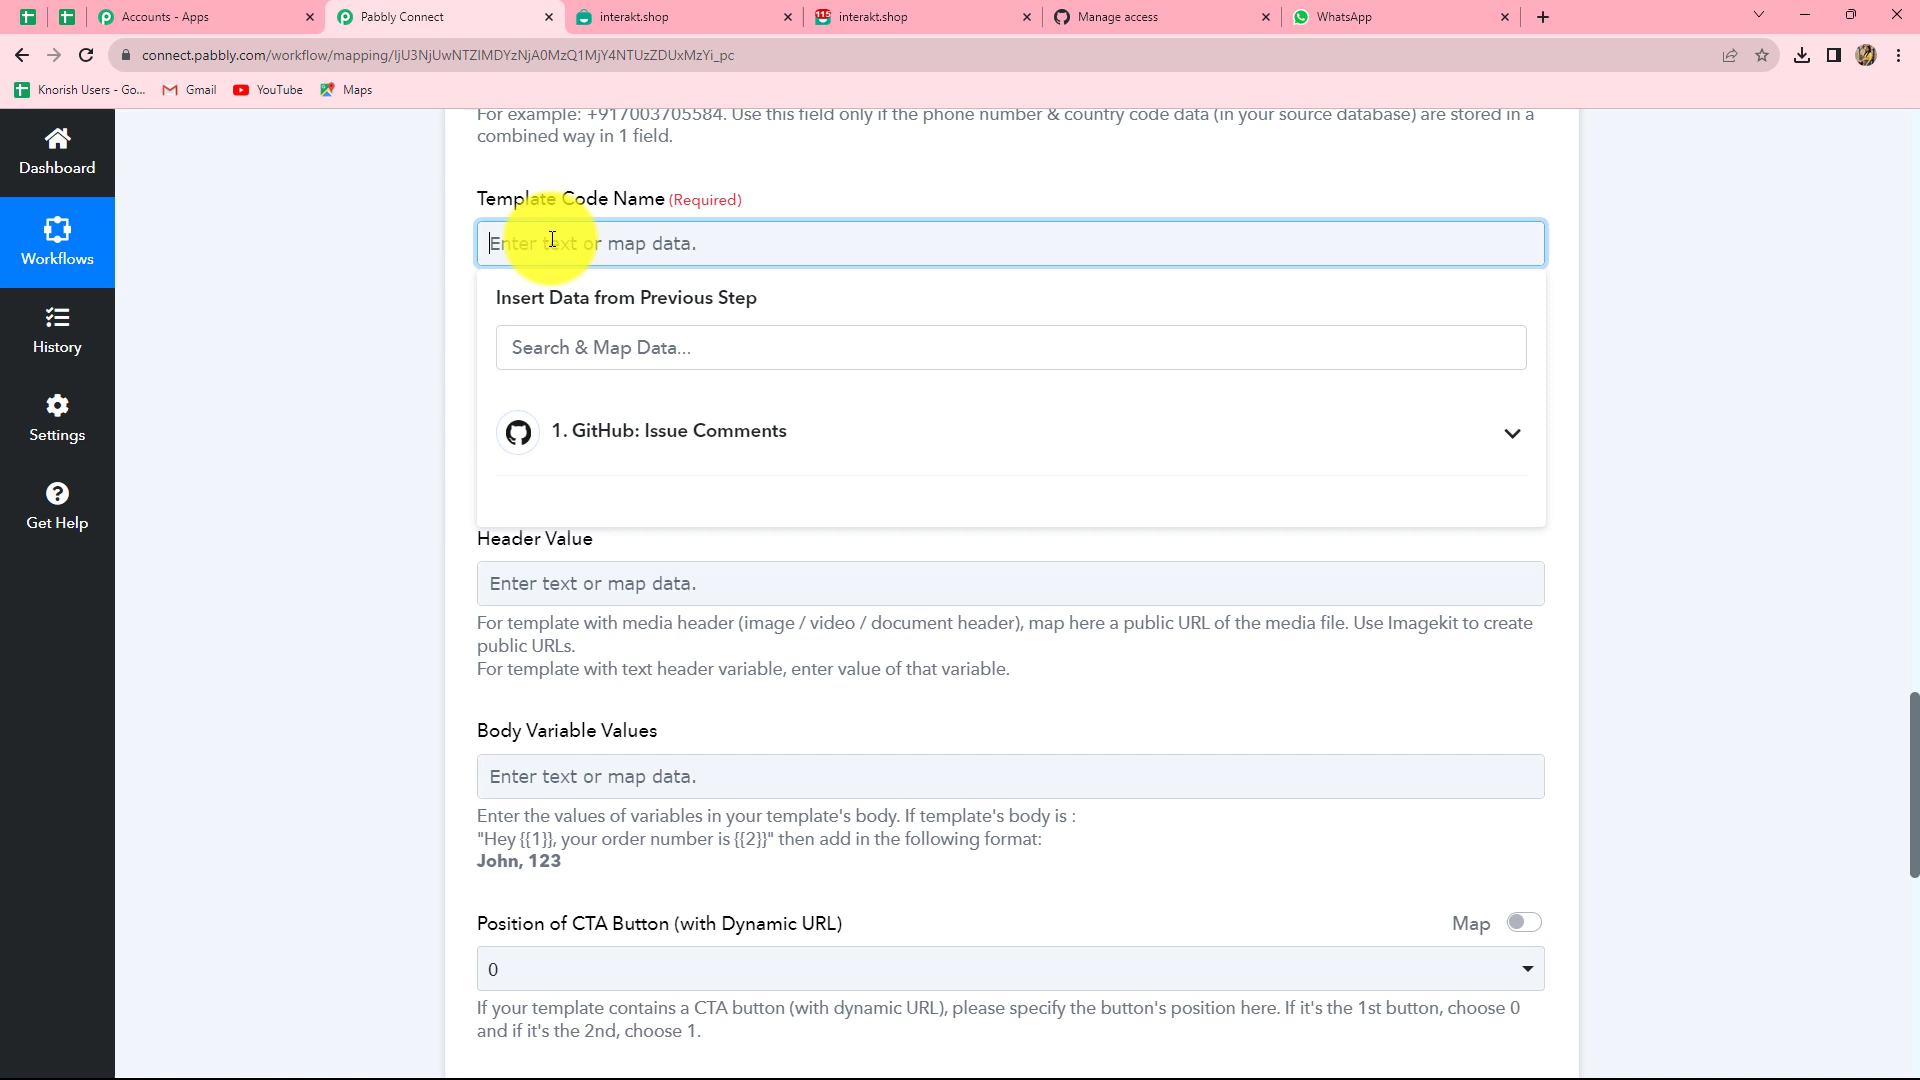 Accounts - Apps
Pabbly Connect
interakt.shop
interakt.shop
Manage access
WhatsApp
connect.pabbly.com/workflow/mapping/IjU3NjUwNTZlMDYzNjA0MzQ1MjY4NTUzZDUxMzYi_pc
Knorish Users - Go...
Gmail
YouTube
Maps
Dashboard
Workflows
History
Settings
Get Help
For example: +917003705584. Use this field only if the phone number & country code data (in your source database) are stored in a
combined way in 1 field.
Template Code Name (Required)
Enter text or map data.
Insert Data from Previous Step
Search & Map Data...
1. GitHub: Issue Comments
Header Value
Enter text or map data.
For template with media header (image / video / document header), map here a public URL of the media file. Use Imagekit to create
public URLs.
For template with text header variable, enter value of that variable.
Body Variable Values
Enter text or map data.
Enter the values of variables in your template's body. If template's body is :
"Hey {{1}}, your order number is {{2}}" then add in the following format:
John, 123
Position of CTA Button (with Dynamic URL)
Map
0
If your template contains a CTA button (with dynamic URL), please specify the button's position here. If it's the 1st button, choose 0
and if it's the 2nd, choose 1.